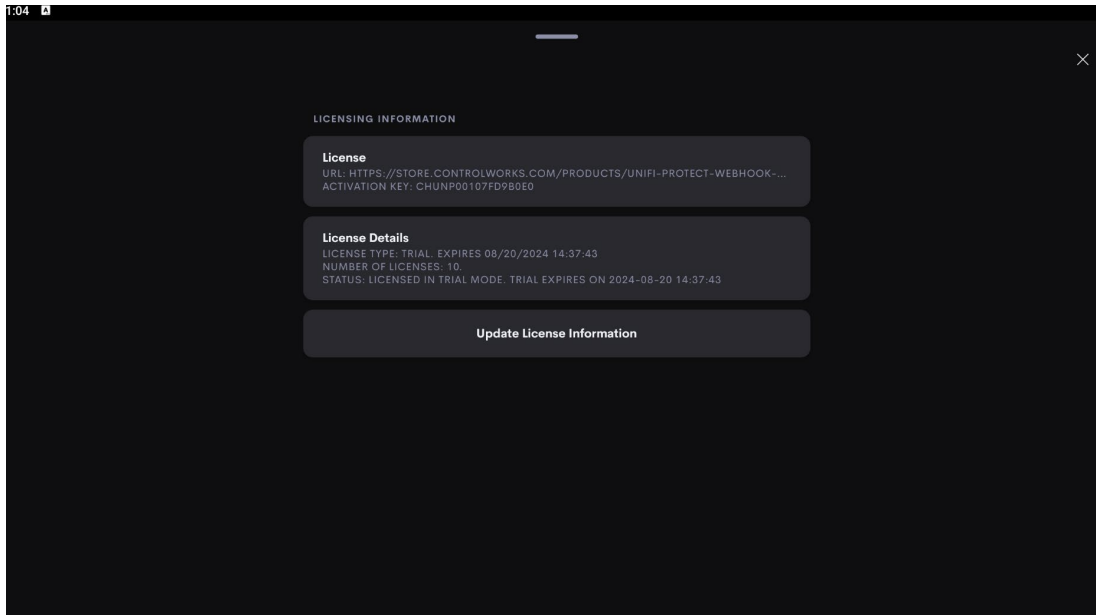 1:04 A
LICENSING INFORMATION
License
URL: HTTPS://STORE.CONTROLWORKS.COM/PRODUCTS/UNIFI-PROTECT-WEBHOOK-...
ACTIVATION KEY: CHUNP00107FD9B0E0
License Details
LICENSE TYPE: TRIAL. EXPIRES 08/20/2024 14:37:43
NUMBER OF LICENSES: 10.
STATUS: LICENSED IN TRIAL MODE. TRIAL EXPIRES ON 2024-08-20 14:37:43
Update License Information